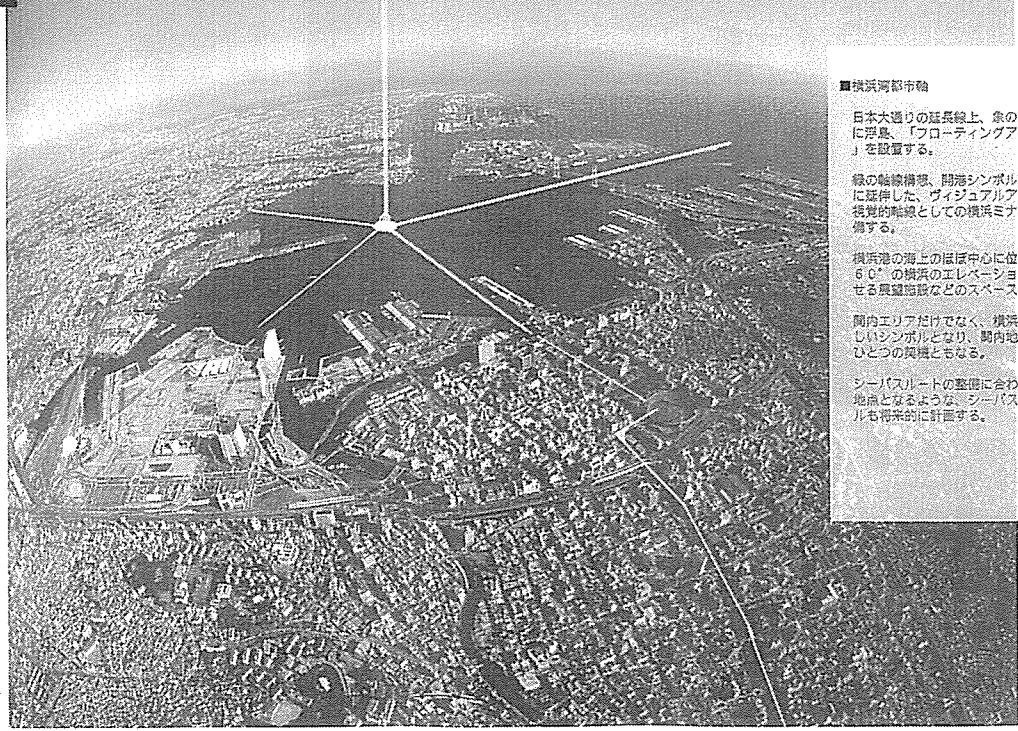 ■横浜湾都市軸
日本大通りの延長線上、象の
に浮島、「フローティングア
」を設置する。
緑の軸線構想、開港シンボル
に延伸した、ヴィジュアルア
視覚的軸線としての横浜ミナ
備する。
横浜港の海上のほぼ中心に位
60°の横浜のエレベーショ
せる展望施設などのスペース
関内エリアだけでなく、横浜
しいシンボルとなり、関内地
ひとつの契機ともなる。
シーバスルートの整備に合わ
地点となるような、シーバス
ルも将来的に計画する。